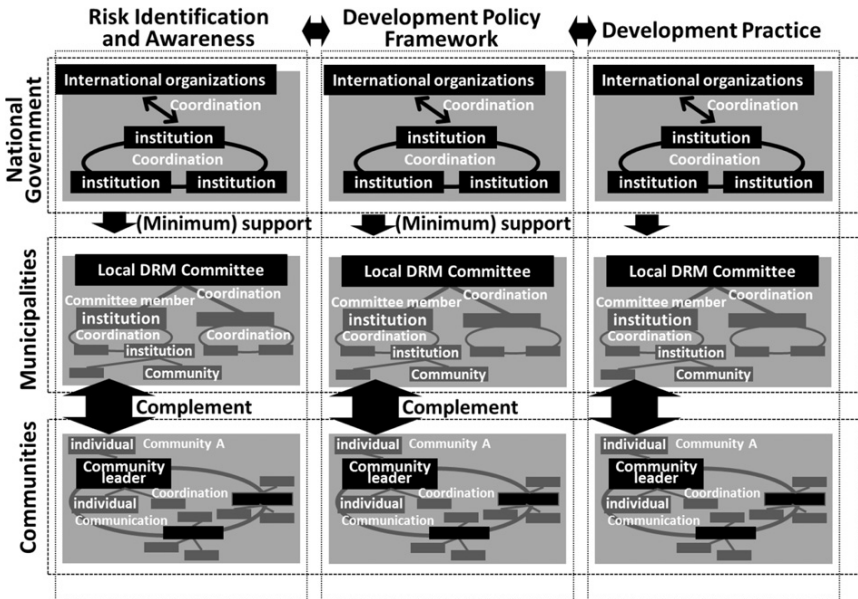 Risk Identification
and Awareness
Development Policy
Framework
Development Practice
National
Government
International organizations
Coordination
institution
Coordination
institution
institution
International organizations
Coordination
institution
Coordination
institution
institution
International organizations
Coordination
institution
Coordination
institution
institution
(Minimum) support
(Minimum) support
Municipalities
Local DRM Committee
Coordination
Committee member
institution
Coordination
Coordination
institution
Community
Local DRM Committee
Coordination
Committee member
institution
Coordination
institution
Community
Local DRM Committee
Coordination
Committee member
institution
Coordination
institution
Community
Complement
Complement
Communities
individual
Community A
Community
leader
Coordination
individual
Communication
individual
Community A
Community
leader
Coordination
individual
Communication
individual
Community A
Community
leader
Coordination
individual
Communication